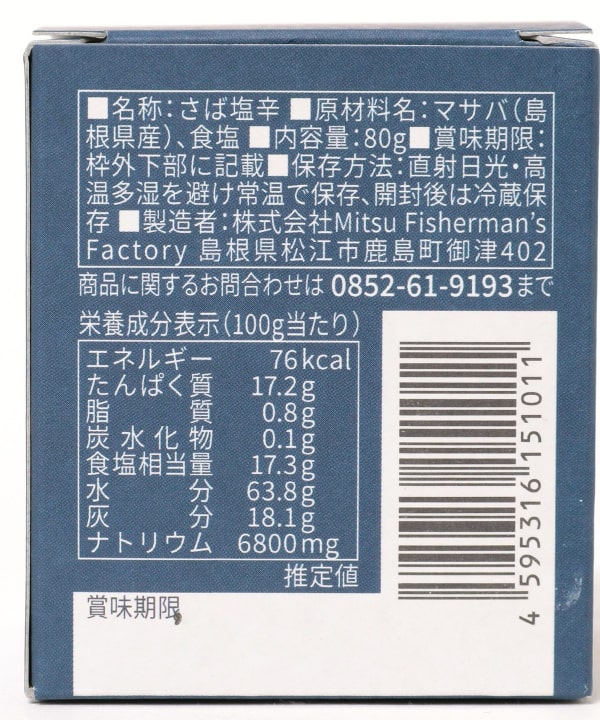 ■名称：さば塩辛 ■原材料名：マサバ（島
根県産）、食塩 ■内容量：80g■賞味期限：
枠外下部に記載■保存方法：直射日光・高
温多湿を避け常温で保存、開封後は冷蔵保
存 ■製造者：株式会社Mitsu Fisherman’s
Factory 島根県松江市鹿島町御津402
商品に関するお問合わせは 0852-61-9193まで
栄養成分表示（100g当たり）
エネルギー 76kcal
たんぱく質 17.2g
脂質 0.8g
炭水化物 0.1g
食塩相当量 17.3g
水分 63.8g
灰分 18.1g
ナトリウム 6800mg
推定値
4 595316 151011
賞味期限